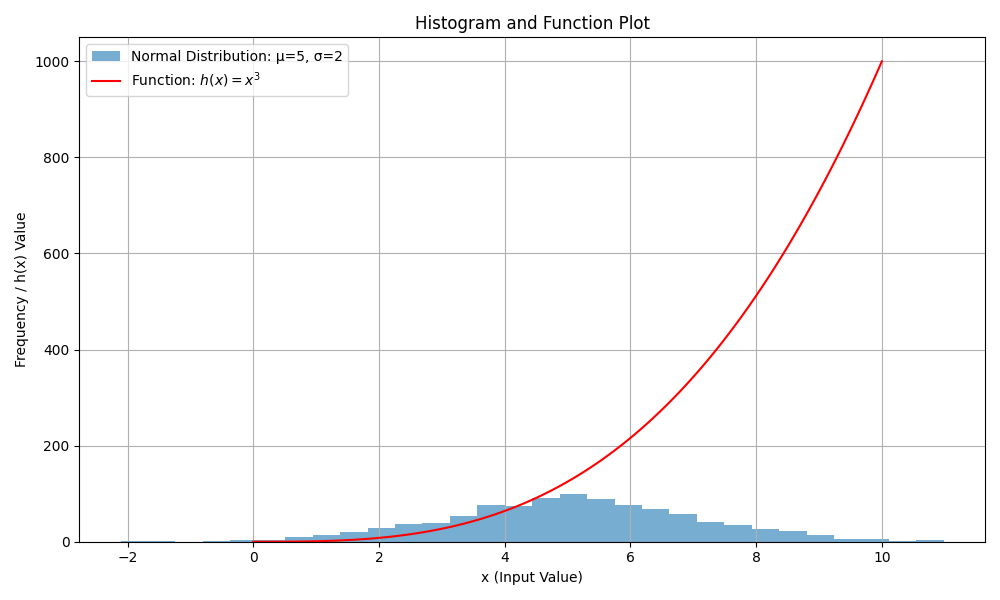 Histogram and Function Plot
Normal Distribution: μ=5, σ=2
Function: h(x) = x³
Frequency / h(x) Value
1000
800
600
400
200
0
−2
0
2
4
6
8
10
x (Input Value)